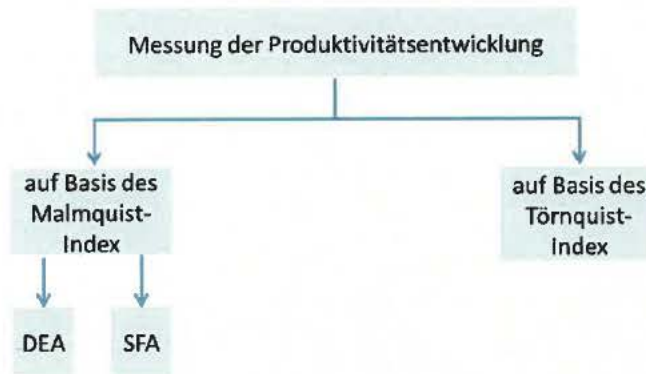 Messung der Produktivitätsentwicklung
auf Basis des
Malmquist-
Index
auf Basis des
Törnquist-
Index
DEA
SFA